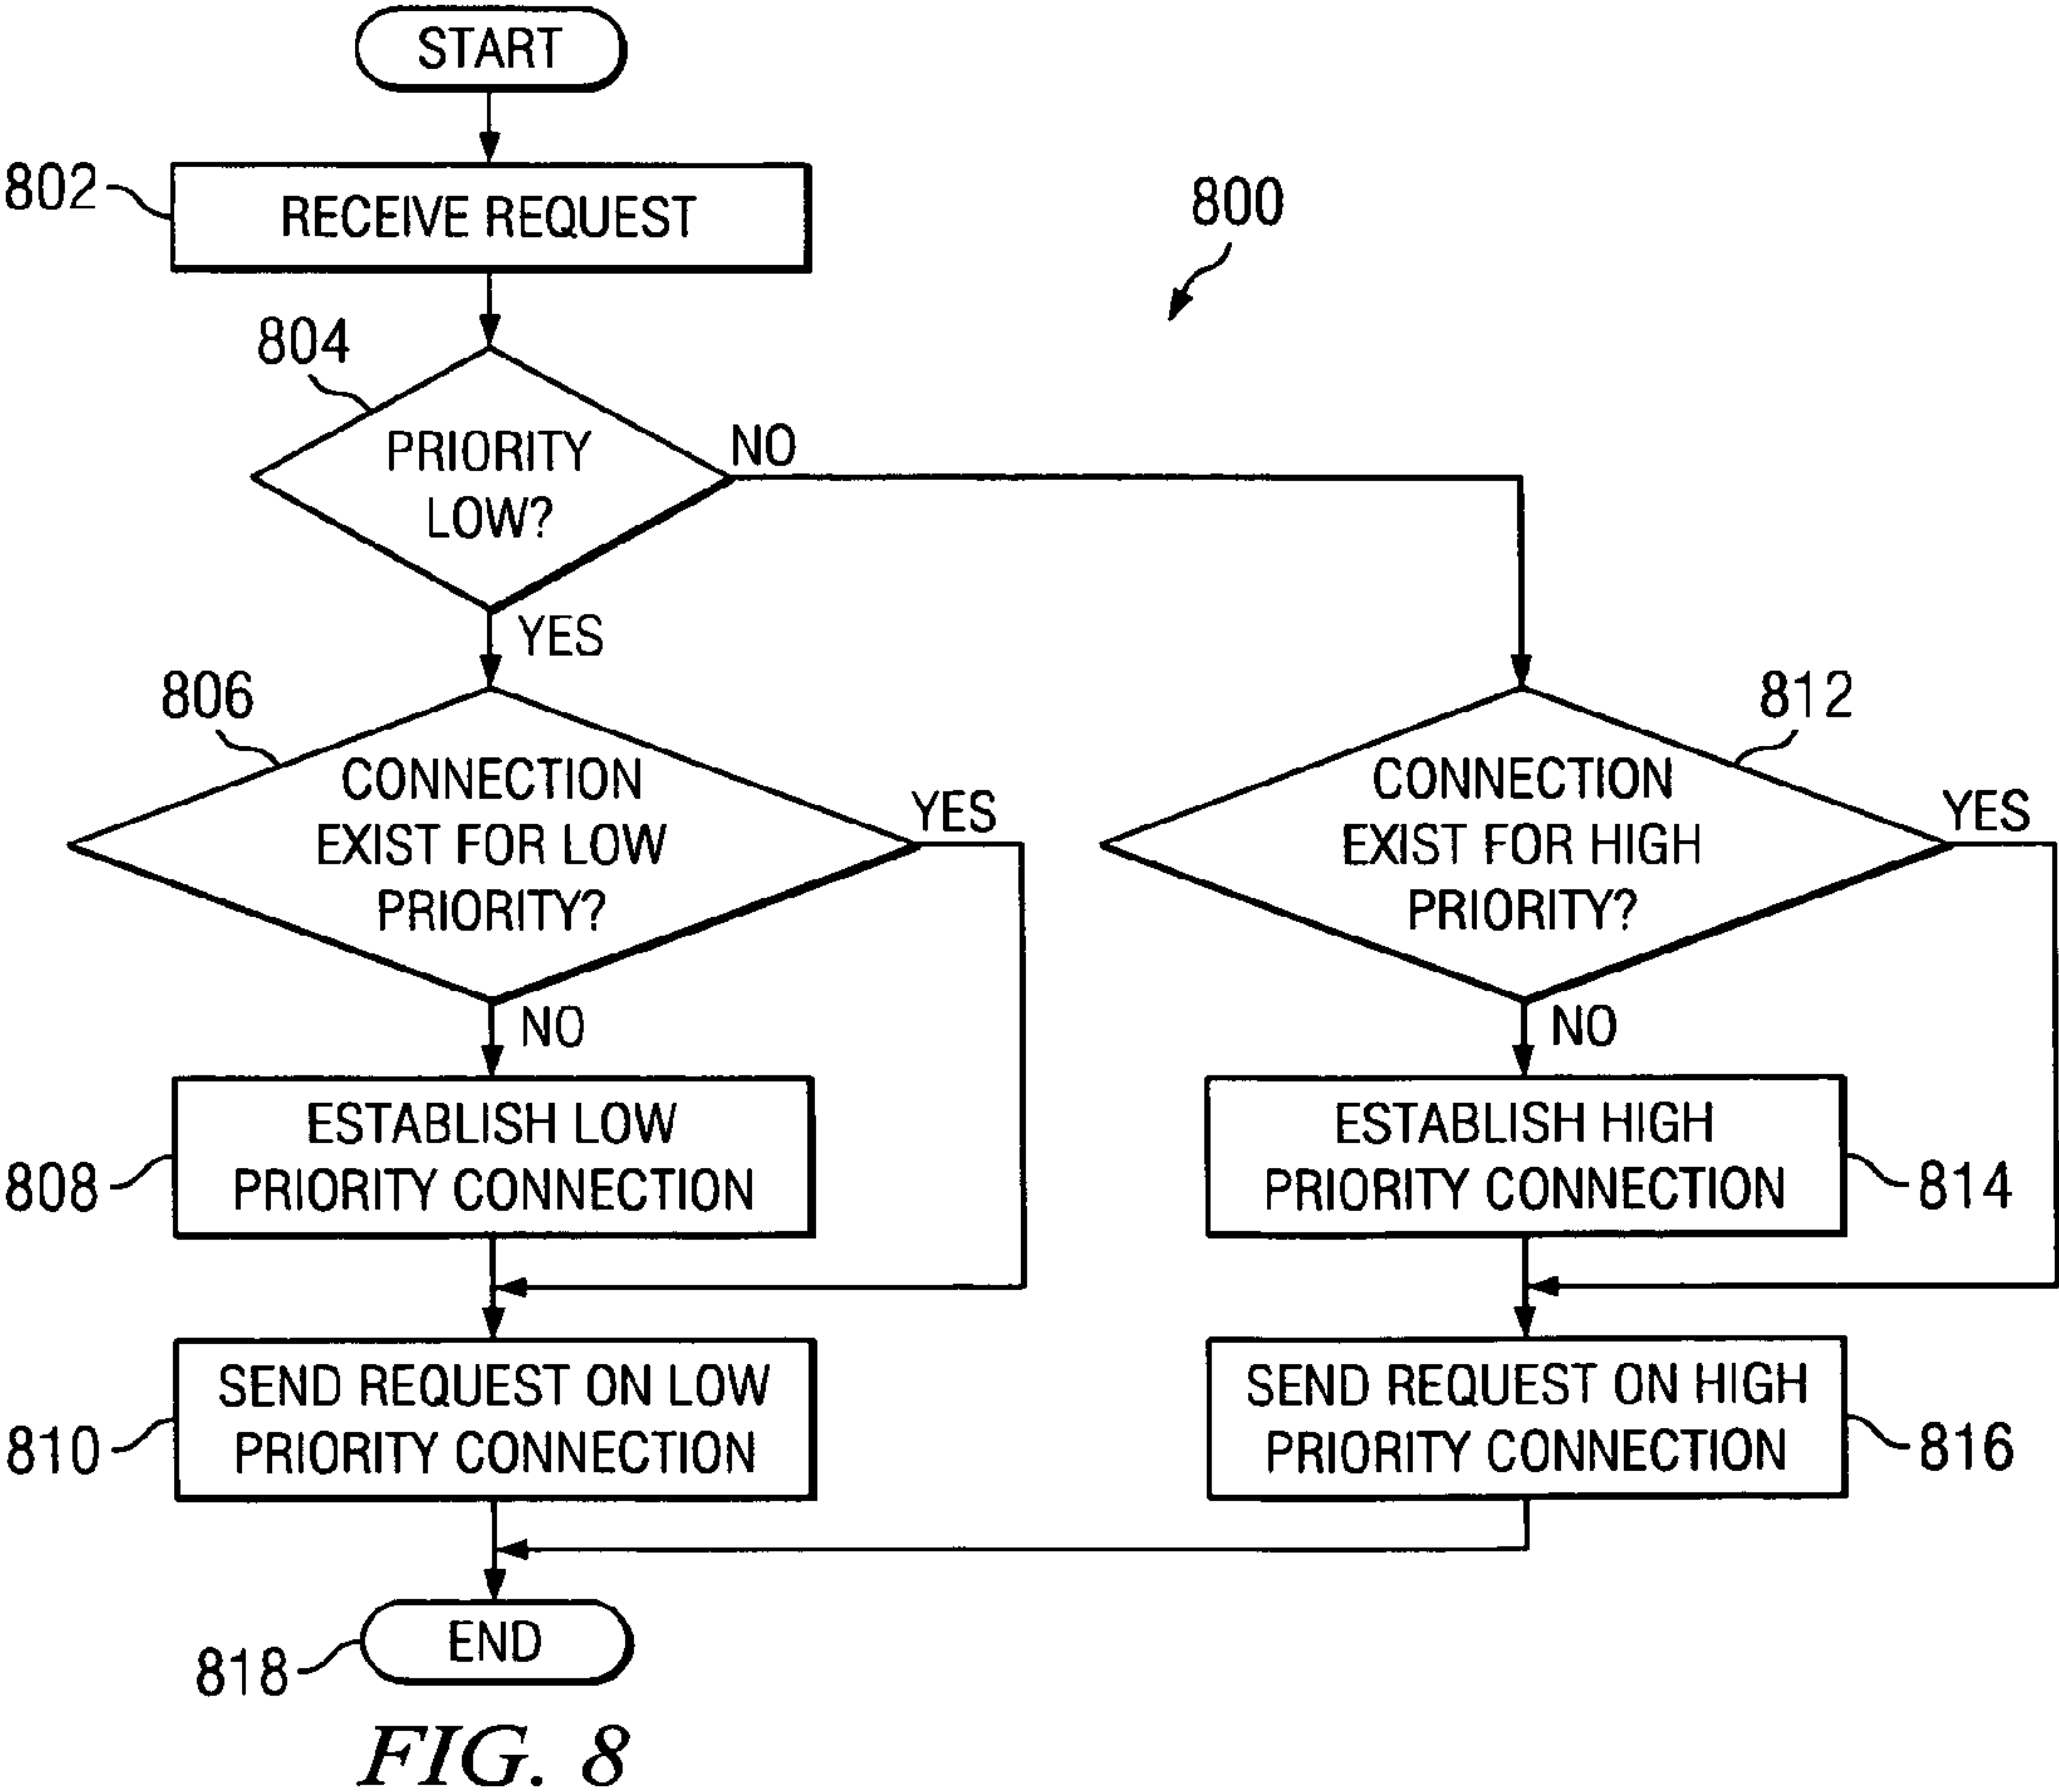 START
802
RECEIVE REQUEST
800
804
PRIORITY
LOW?
NO
YES
806
CONNECTION
EXIST FOR LOW
PRIORITY?
YES
NO
812
CONNECTION
EXIST FOR HIGH
PRIORITY?
YES
NO
808
ESTABLISH LOW
PRIORITY CONNECTION
ESTABLISH HIGH
PRIORITY CONNECTION
814
810
SEND REQUEST ON LOW
PRIORITY CONNECTION
SEND REQUEST ON HIGH
PRIORITY CONNECTION
816
END
818
FIG. 8